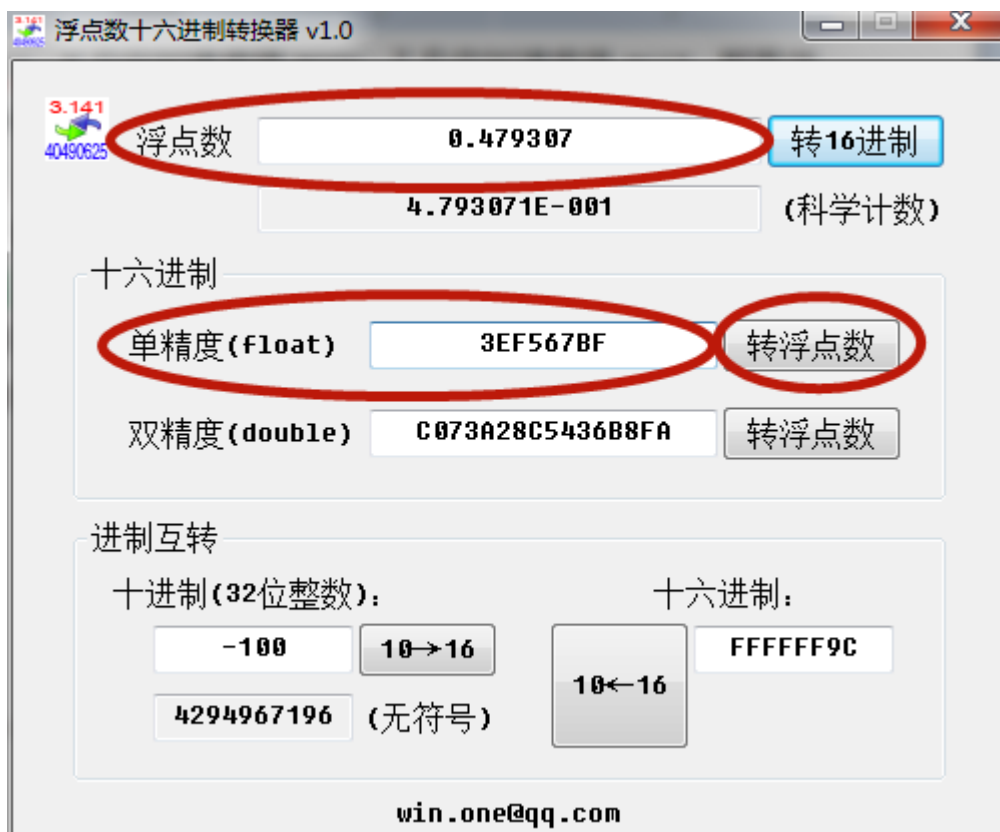 浮点数十六进制转换器 v1.0
3.141
40490625
浮点数 0.479307 转16进制
4.793071E-001 (科学计数)
十六进制
单精度(float) 3EF567BF 转浮点数
双精度(double) C073A28C5436B8FA 转浮点数
进制互转
十进制(32位整数): 十六进制:
-100 10→16 10←16 FFFFFF9C
4294967196 (无符号)
win.one@qq.com